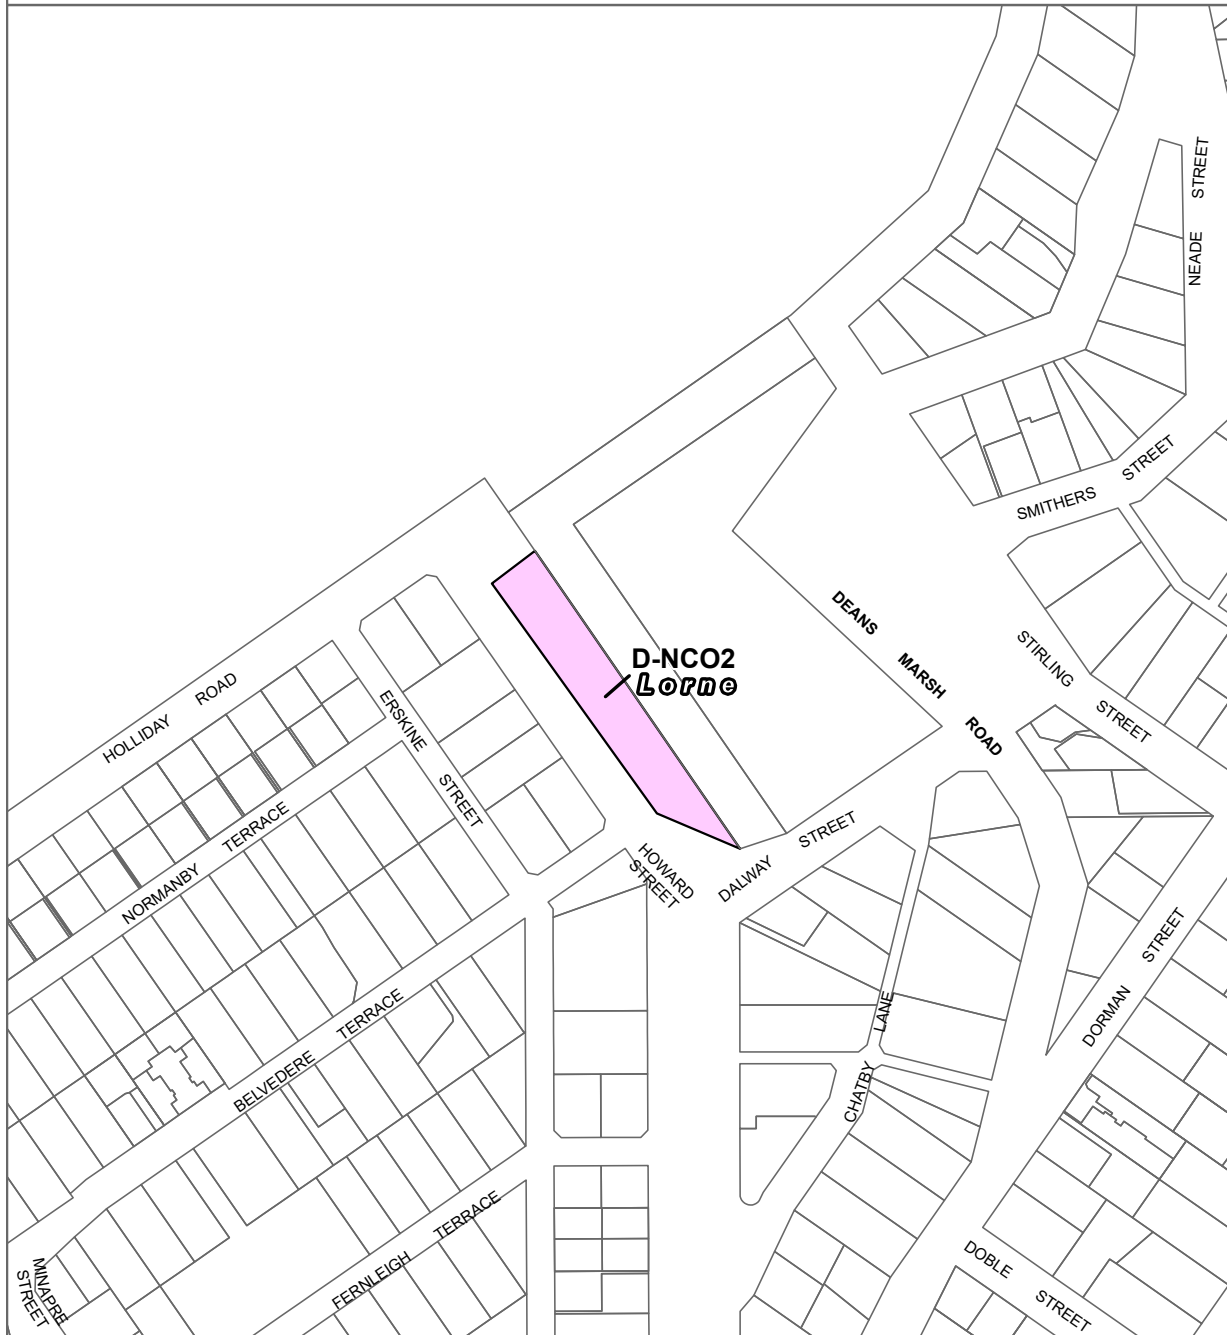 NEADE STREET
SMITHERS STREET
DEANS MARSH ROAD
STIRLING STREET
D-NCO2
Lorne
HOLLIDAY ROAD
ERSKINE STREET
NORMANBY TERRACE
HOWARD
STREET
DALWAY STREET
BELVEDERE TERRACE
CHATBY LANE
DORMAN STREET
FERNLEIGH TERRACE
MINAPRE
STREET
DOBLE STREET